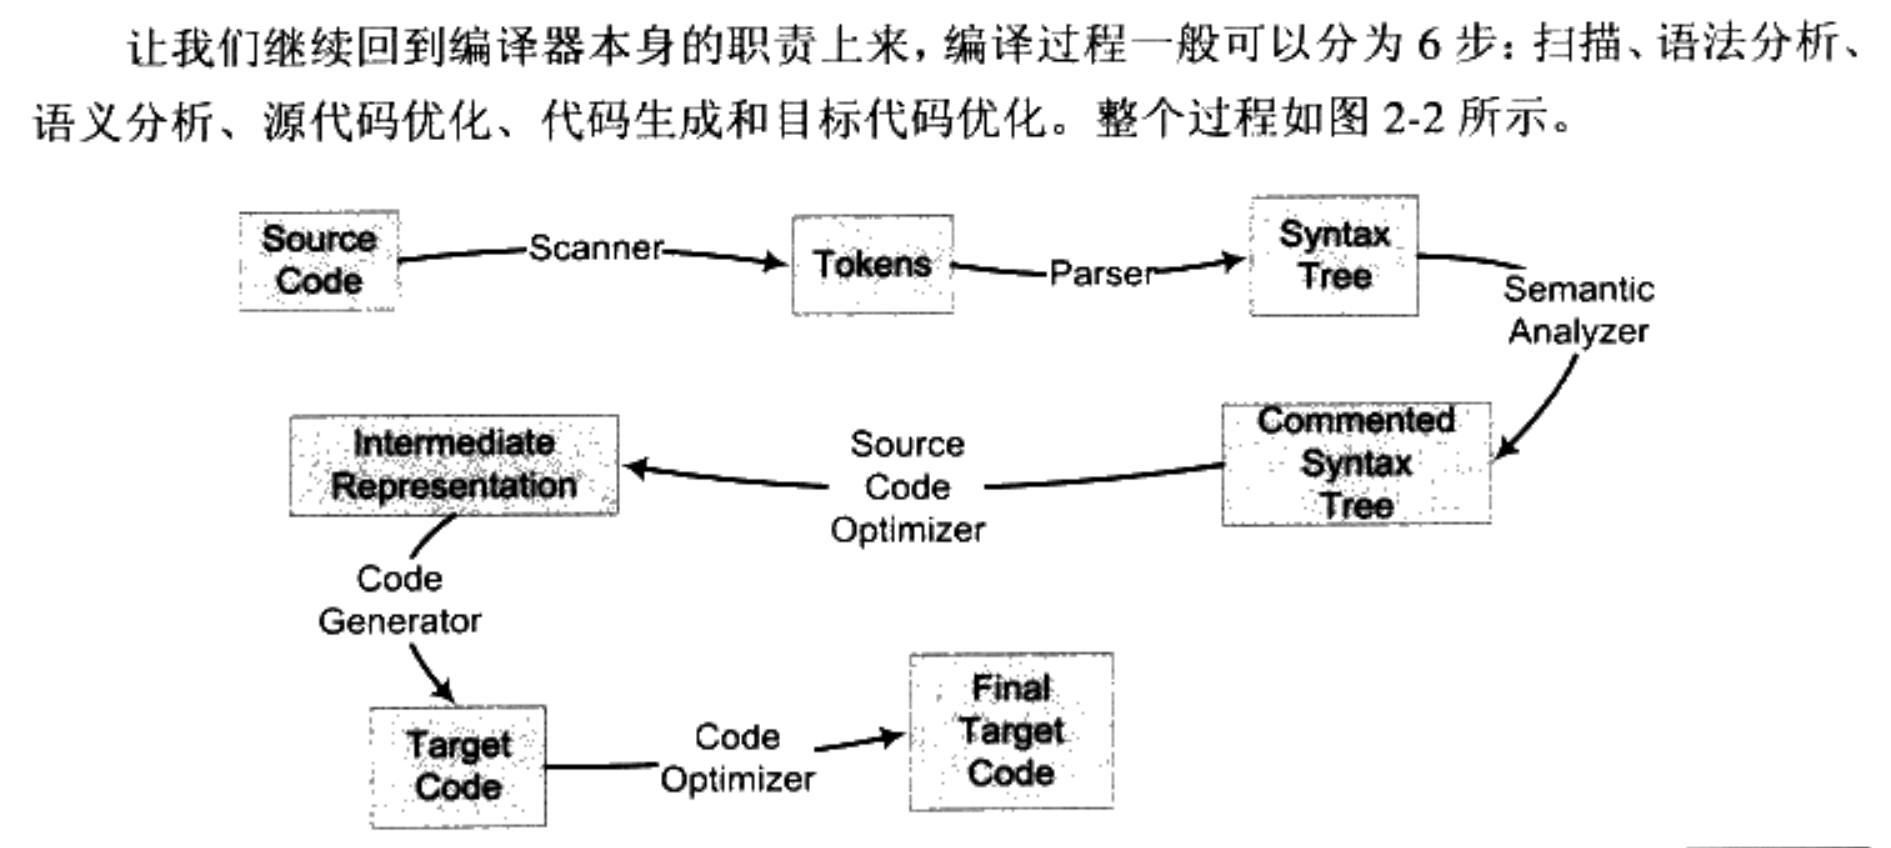 让我们继续回到编译器本身的职责上来，编译过程一般可以分为 6 步：扫描、语法分析、
语义分析、源代码优化、代码生成和目标代码优化。整个过程如图 2-2 所示。
Source
Code
Scanner
Tokens
Parser
Syntax
Tree
Semantic
Analyzer
Commented
Syntax
Tree
Source
Code
Optimizer
Intermediate
Representation
Code
Generator
Target
Code
Code
Optimizer
Final
Target
Code